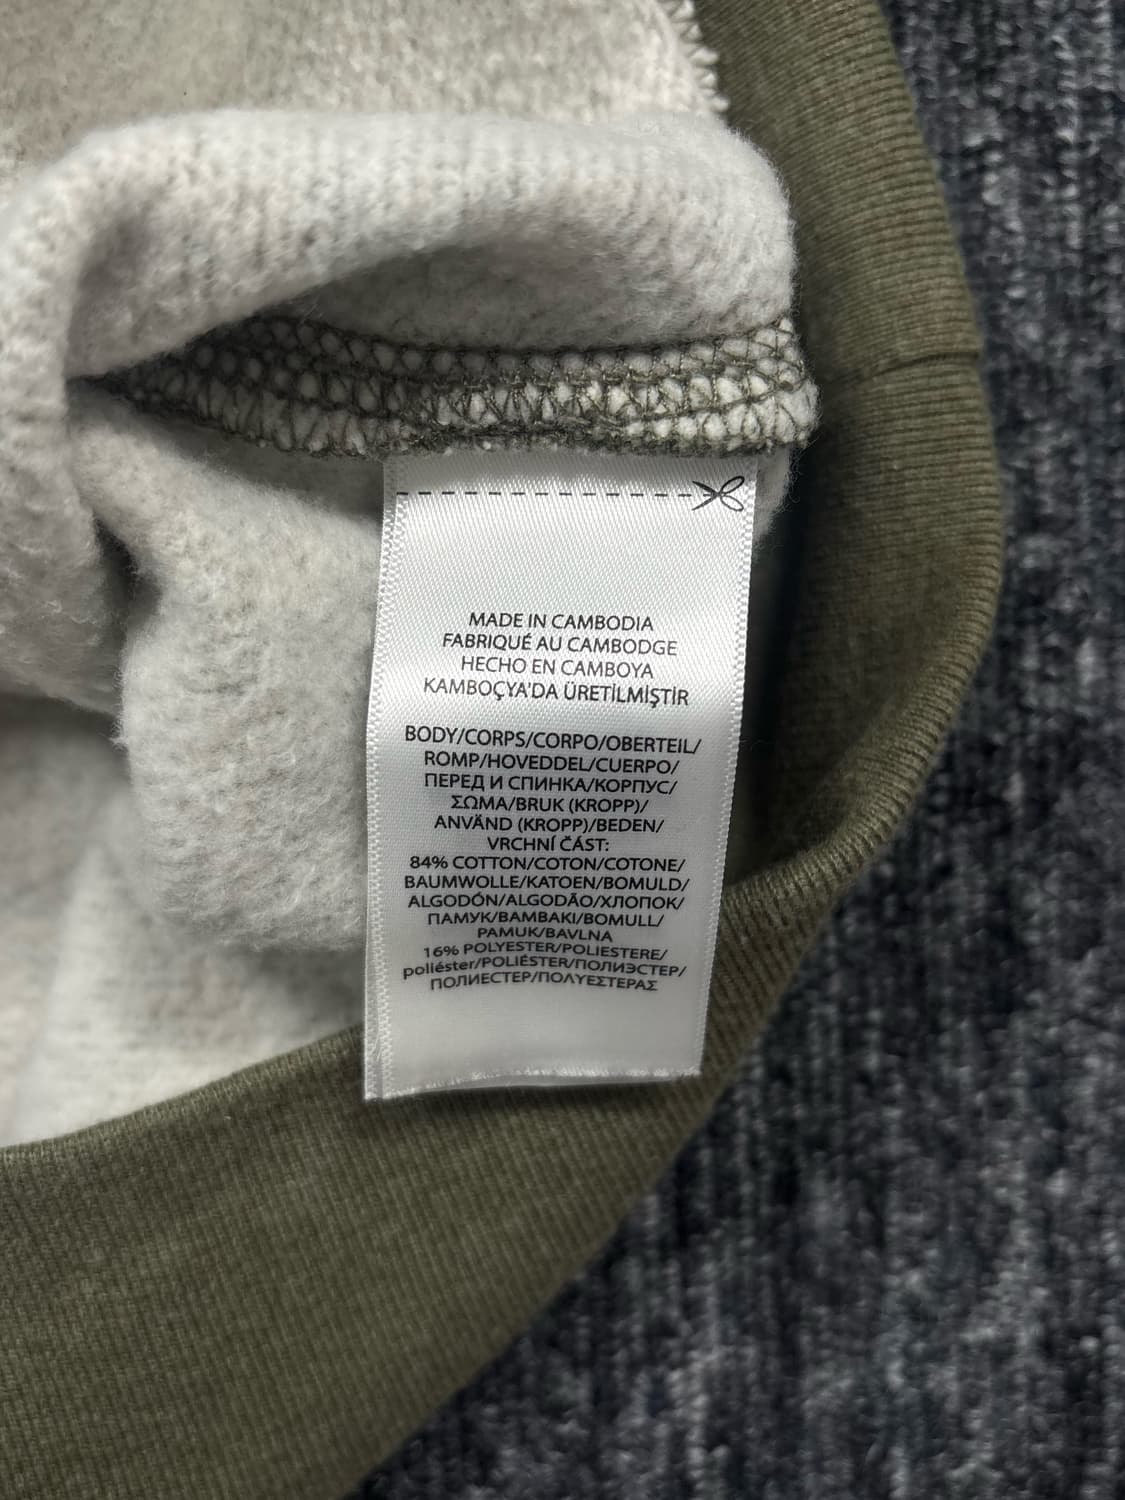 MADE IN CAMBODIA
FABRIQUÉ AU CAMBODGE
HECHO EN CAMBOYA
KAMBOÇYA'DA ÜRETİLMİŞTİR
BODY/CORPS/CORPO/OBERTEIL/
ROMP/HOVEDDEL/CUERPO/
ПЕРЕД И СПИНКА/КОРПУС/
ΣΩΜΑ/BRUK (KROPP)/
ANVÄND (KROPP)/BEDEN/
VRCHNÍ ČÁST:
84% COTTON/COTON/COTONE/
BAUMWOLLE/KATOEN/BOMULD/
ALGODÓN/ALGODÃO/ХЛОПОК/
ПАМУК/ΒΑΜΒΑΚΙ/BOMULL/
PAMUK/BAVLNA
16% POLYESTER/POLIESTERE/
poliéster/POLIÉSTER/ПОЛИЭСТЕР/
ПОЛИЕСТЕР/ΠΟΛΥΕΣΤΕΡΑΣ